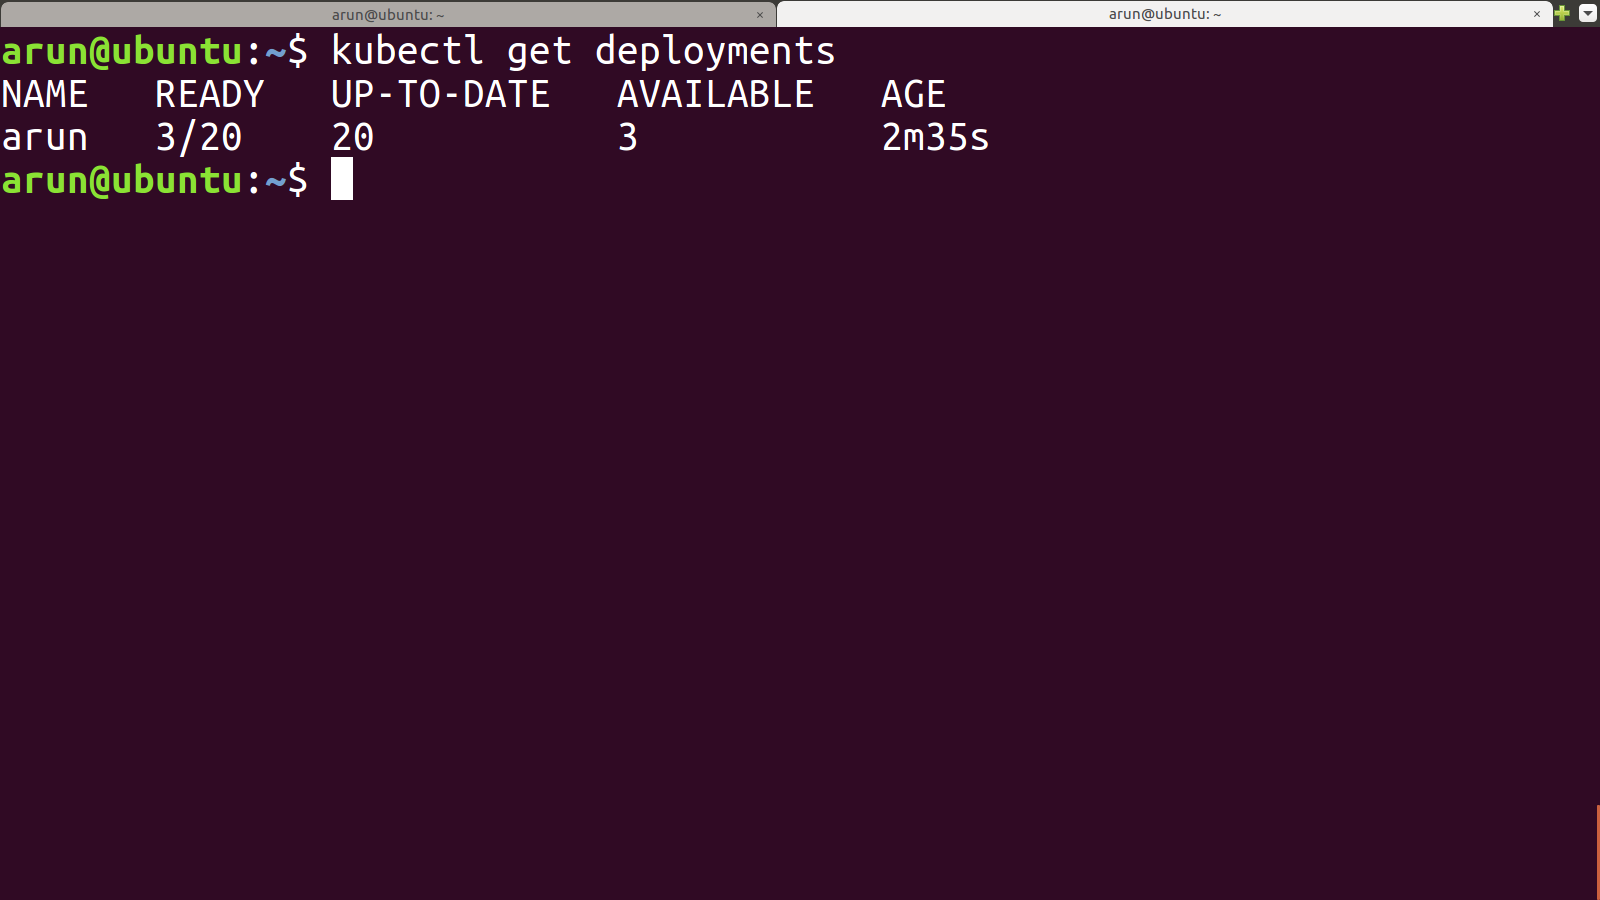 arun@ubuntu: ~ × arun@ubuntu: ~ ×
arun@ubuntu:~$ kubectl get deployments
NAME READY UP-TO-DATE AVAILABLE AGE
arun 3/20 20 3 2m35s
arun@ubuntu:~$